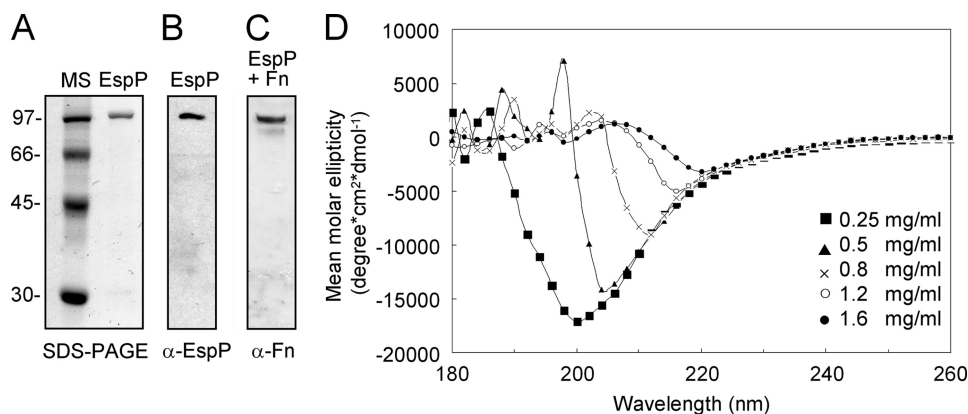 A
B
C
D
MS EspP
EspP
EspP
+ Fn
97-
66-
45-
30-
SDS-PAGE
α-EspP
α-Fn
Mean molar ellipticity
(degree*cm²*dmol⁻¹)
10000
5000
0
-5000
-10000
-15000
-20000
180 200 220 240 260
Wavelength (nm)
0.25 mg/ml
0.5 mg/ml
0.8 mg/ml
1.2 mg/ml
1.6 mg/ml